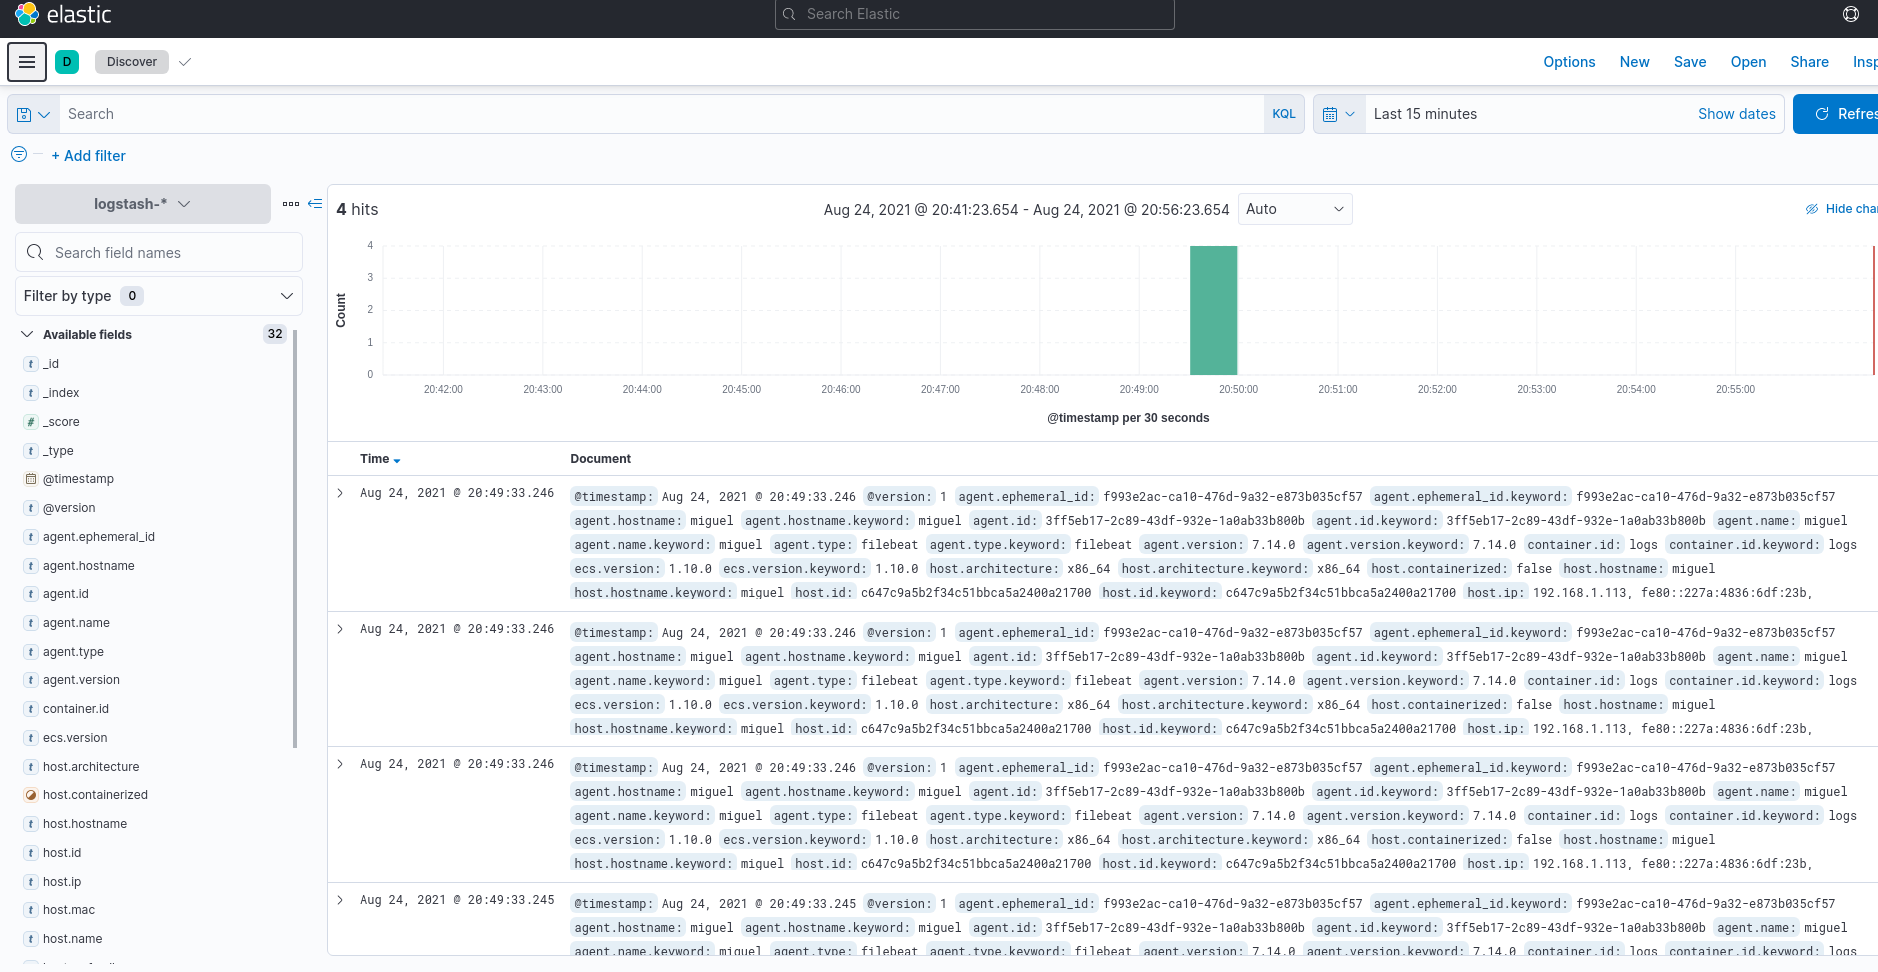 elastic
Search Elastic
D Discover Options New Save Open Share
Search KQL Last 15 minutes Show dates
+ Add filter
logstash-*
4 hits Aug 24, 2021 @ 20:41:23.654 - Aug 24, 2021 @ 20:56:23.654 Auto Hide
Search field names
Filter by type 0
Available fields 32
_id
_index
_score
_type
@timestamp
@version
agent.ephemeral_id
agent.hostname
agent.id
agent.name
agent.type
agent.version
container.id
ecs.version
host.architecture
host.containerized
host.hostname
host.id
host.ip
host.mac
host.name
4
3
2
1
0
Count
20:42:00 20:43:00 20:44:00 20:45:00 20:46:00 20:47:00 20:48:00 20:49:00 20:50:00 20:51:00 20:52:00 20:53:00 20:54:00 20:55:00
@timestamp per 30 seconds
Time Document
Aug 24, 2021 @ 20:49:33.246 @timestamp: Aug 24, 2021 @ 20:49:33.246 @version: 1 agent.ephemeral_id: f993e2ac-ca10-476d-9a32-e873b035cf57 agent.ephemeral_id.keyword: f993e2ac-ca10-476d-9a32-e873b035cf57
agent.hostname: miguel agent.hostname.keyword: miguel agent.id: 3ff5eb17-2c89-43df-932e-1a0ab33b800b agent.id.keyword: 3ff5eb17-2c89-43df-932e-1a0ab33b800b agent.name: miguel
agent.name.keyword: miguel agent.type: filebeat agent.type.keyword: filebeat agent.version: 7.14.0 agent.version.keyword: 7.14.0 container.id: logs container.id.keyword: logs
ecs.version: 1.10.0 ecs.version.keyword: 1.10.0 host.architecture: x86_64 host.architecture.keyword: x86_64 host.containerized: false host.hostname: miguel
host.hostname.keyword: miguel host.id: c647c9a5b2f34c51bbca5a2400a21700 host.id.keyword: c647c9a5b2f34c51bbca5a2400a21700 host.ip: 192.168.1.113, fe80::227a:4836:6df:23b,
Aug 24, 2021 @ 20:49:33.246 @timestamp: Aug 24, 2021 @ 20:49:33.246 @version: 1 agent.ephemeral_id: f993e2ac-ca10-476d-9a32-e873b035cf57 agent.ephemeral_id.keyword: f993e2ac-ca10-476d-9a32-e873b035cf57
agent.hostname: miguel agent.hostname.keyword: miguel agent.id: 3ff5eb17-2c89-43df-932e-1a0ab33b800b agent.id.keyword: 3ff5eb17-2c89-43df-932e-1a0ab33b800b agent.name: miguel
agent.name.keyword: miguel agent.type: filebeat agent.type.keyword: filebeat agent.version: 7.14.0 agent.version.keyword: 7.14.0 container.id: logs container.id.keyword: logs
ecs.version: 1.10.0 ecs.version.keyword: 1.10.0 host.architecture: x86_64 host.architecture.keyword: x86_64 host.containerized: false host.hostname: miguel
host.hostname.keyword: miguel host.id: c647c9a5b2f34c51bbca5a2400a21700 host.id.keyword: c647c9a5b2f34c51bbca5a2400a21700 host.ip: 192.168.1.113, fe80::227a:4836:6df:23b,
Aug 24, 2021 @ 20:49:33.246 @timestamp: Aug 24, 2021 @ 20:49:33.246 @version: 1 agent.ephemeral_id: f993e2ac-ca10-476d-9a32-e873b035cf57 agent.ephemeral_id.keyword: f993e2ac-ca10-476d-9a32-e873b035cf57
agent.hostname: miguel agent.hostname.keyword: miguel agent.id: 3ff5eb17-2c89-43df-932e-1a0ab33b800b agent.id.keyword: 3ff5eb17-2c89-43df-932e-1a0ab33b800b agent.name: miguel
agent.name.keyword: miguel agent.type: filebeat agent.type.keyword: filebeat agent.version: 7.14.0 agent.version.keyword: 7.14.0 container.id: logs container.id.keyword: logs
ecs.version: 1.10.0 ecs.version.keyword: 1.10.0 host.architecture: x86_64 host.architecture.keyword: x86_64 host.containerized: false host.hostname: miguel
host.hostname.keyword: miguel host.id: c647c9a5b2f34c51bbca5a2400a21700 host.id.keyword: c647c9a5b2f34c51bbca5a2400a21700 host.ip: 192.168.1.113, fe80::227a:4836:6df:23b,
Aug 24, 2021 @ 20:49:33.245 @timestamp: Aug 24, 2021 @ 20:49:33.245 @version: 1 agent.ephemeral_id: f993e2ac-ca10-476d-9a32-e873b035cf57 agent.ephemeral_id.keyword: f993e2ac-ca10-476d-9a32-e873b035cf57
agent.hostname: miguel agent.hostname.keyword: miguel agent.id: 3ff5eb17-2c89-43df-932e-1a0ab33b800b agent.id.keyword: 3ff5eb17-2c89-43df-932e-1a0ab33b800b agent.name: miguel
agent.name.keyword: miguel agent.type: filebeat agent.type.keyword: filebeat agent.version: 7.14.0 agent.version.keyword: 7.14.0 container.id: logs container.id.keyword: logs